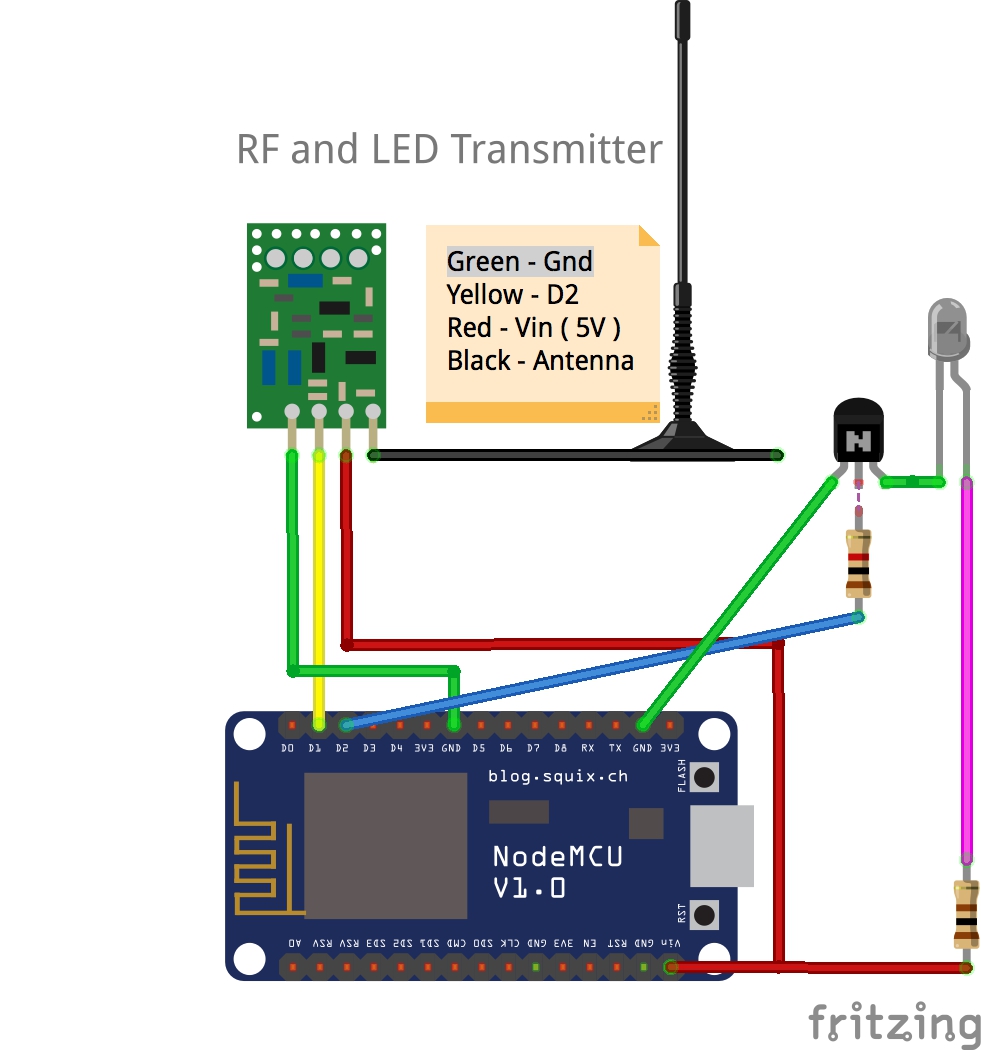 RF and LED Transmitter
Green - Gnd
Yellow - D2
Red - Vin ( 5V )
Black - Antenna
N
D0 D1 D2 D3 D4 3V3 GND D5 D6 D7 D8 RX TX GND 3V3
blog.squix.ch
FLASH
NodeMCU
V1.0
RST
A0 RSV RSV SD3 SD2 SD1 CMD SD0 CLK GND 3V3 EN RST GND Vin
fritzing